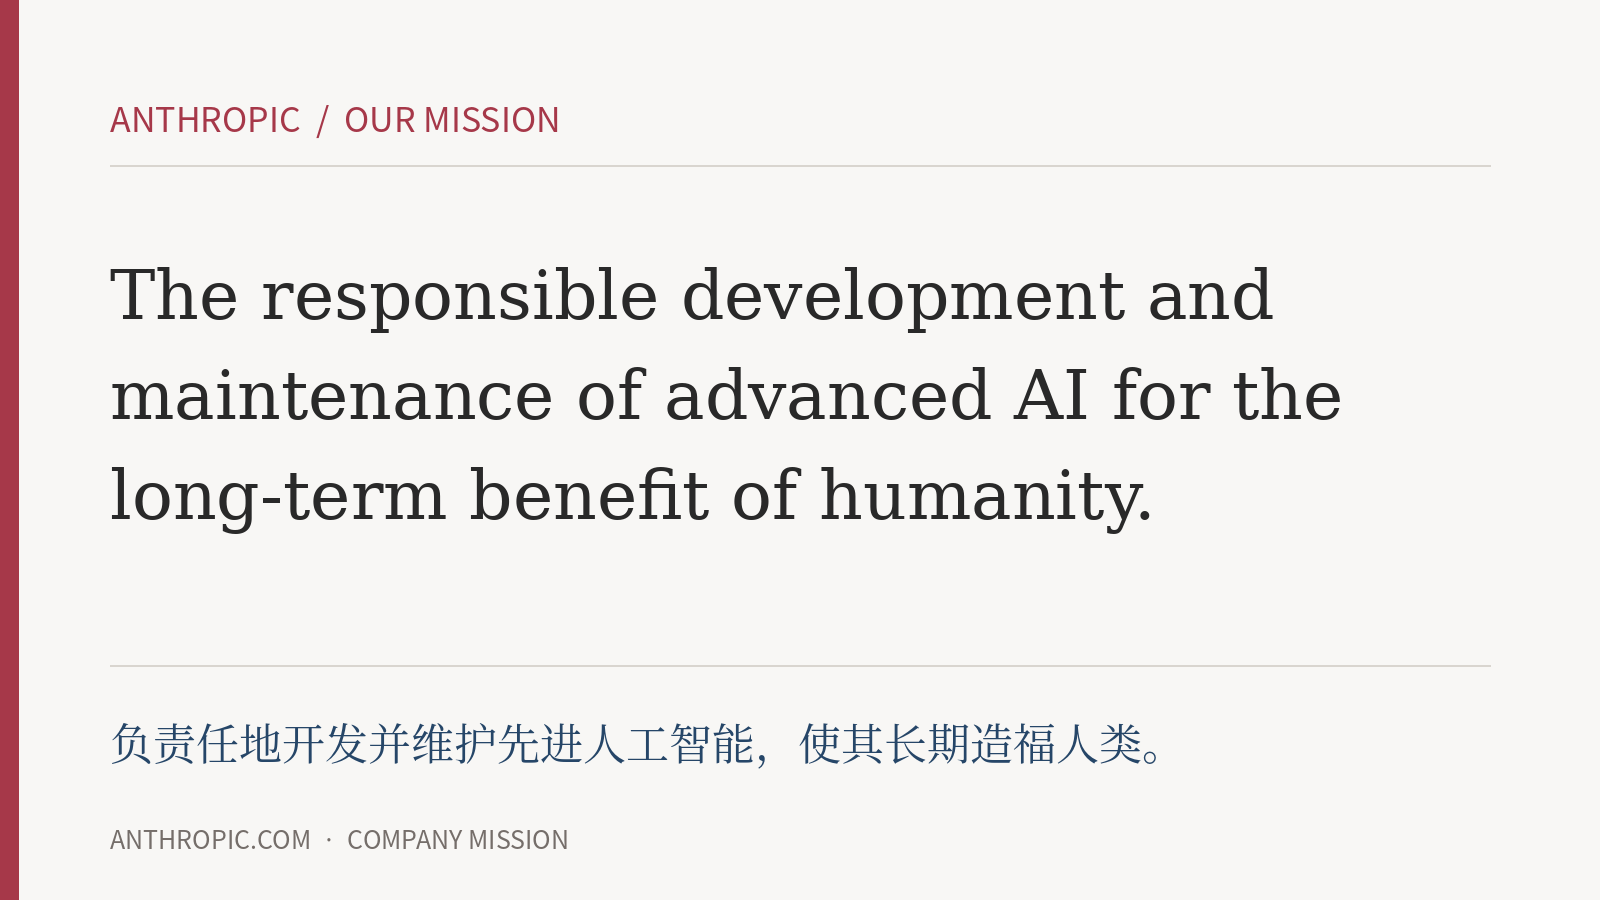 ANTHROPIC / OUR MISSION
The responsible development and
maintenance of advanced AI for the
long-term benefit of humanity.
负责任地开发并维护先进人工智能，使其长期造福人类。
ANTHROPIC.COM · COMPANY MISSION